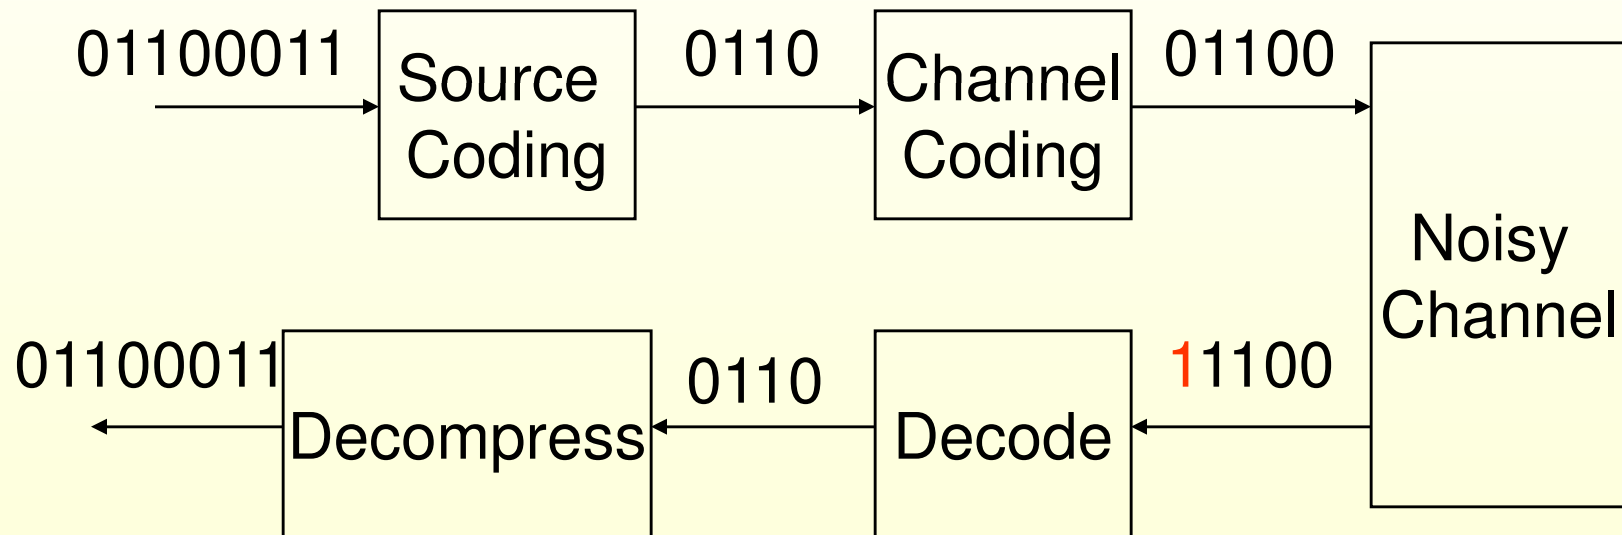 01100011
Source
Coding
0110
Channel
Coding
01100
Noisy
Channel
11100
Decode
0110
Decompress
01100011